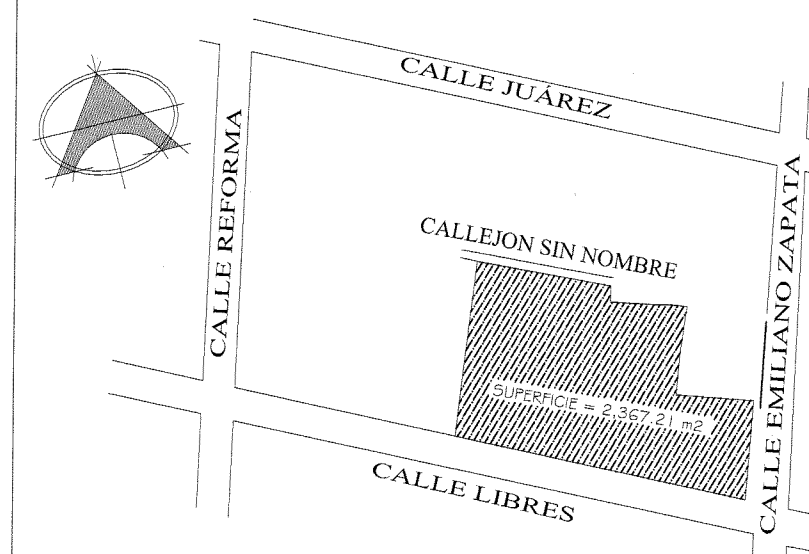 CALLE JUÁREZ
CALLE REFORMA
CALLE EMILIANO ZAPATA
CALLEJON SIN NOMBRE
SUPERFICIE = 2,367.21 m2
CALLE LIBRES